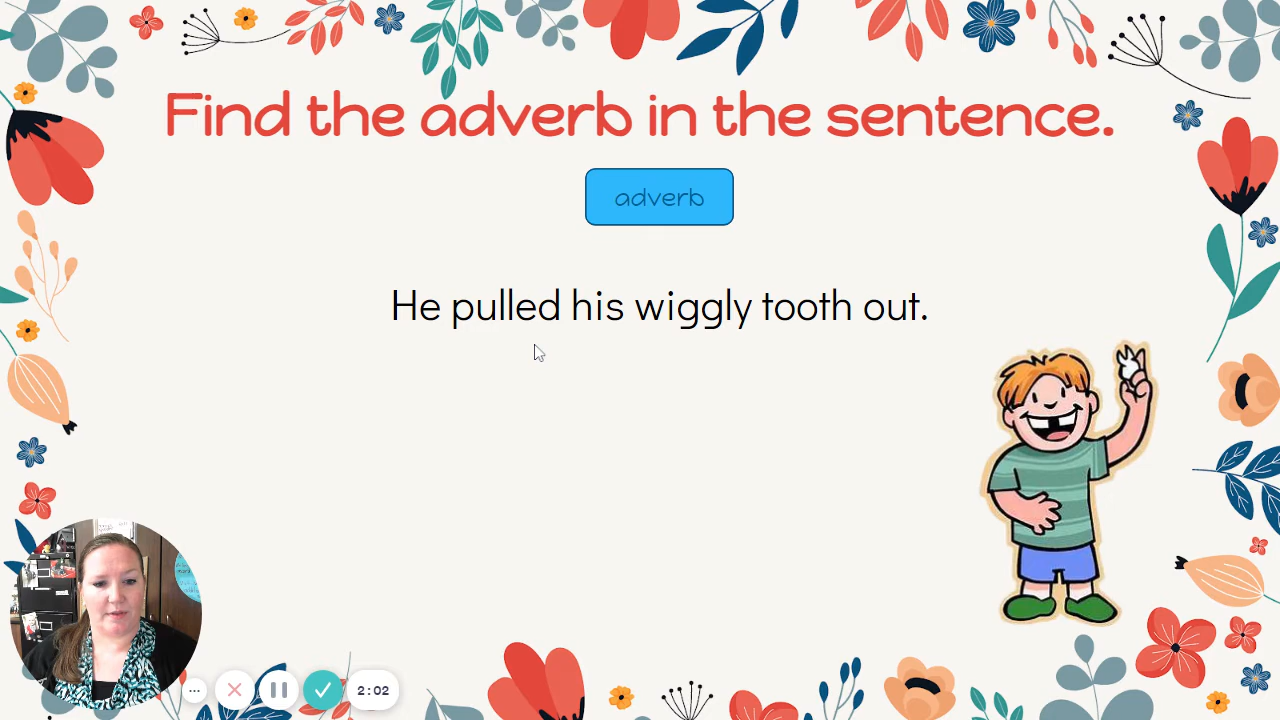 Find the adverb in the sentence.
adverb
He pulled his wiggly tooth out.
2:02